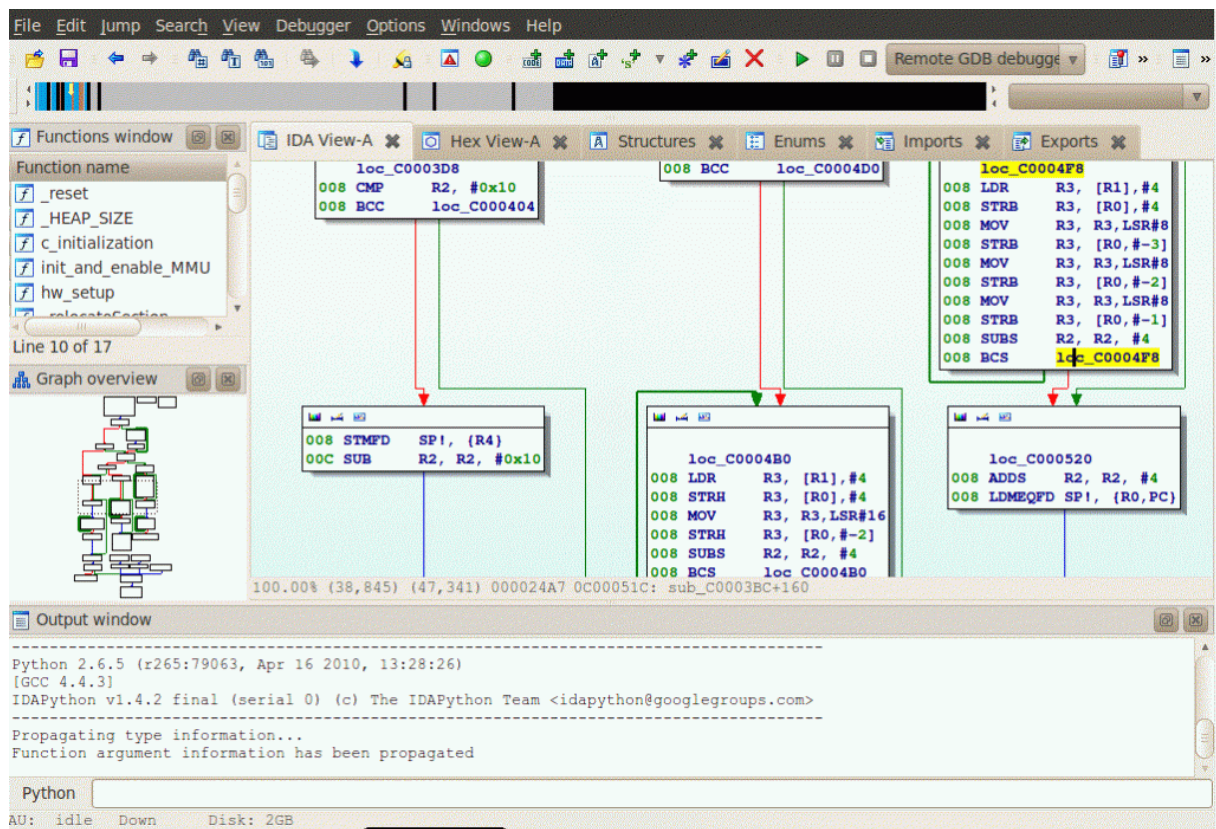 File Edit Jump Search View Debugger Options Windows Help
Remote GDB debugge
Functions window
IDA View-A
Hex View-A
Structures
Enums
Imports
Exports
Function name
_reset
_HEAP_SIZE
c_initialization
init_and_enable_MMU
hw_setup
_relocateSection
Line 10 of 17
Graph overview
loc_C0003D8
008 CMP R2, #0x10
008 BCC loc_C000404
008 BCC loc_C0004D0
loc_C0004F8
008 LDR R3, [R1],#4
008 STRB R3, [R0],#4
008 MOV R3, R3,LSR#8
008 STRB R3, [R0,#-3]
008 MOV R3, R3,LSR#8
008 STRB R3, [R0,#-2]
008 MOV R3, R3,LSR#8
008 STRB R3, [R0,#-1]
008 SUBS R2, R2, #4
008 BCS loc_C0004F8
008 STMFD SP!, {R4}
00C SUB R2, R2, #0x10
loc_C0004B0
008 LDR R3, [R1],#4
008 STRH R3, [R0],#4
008 MOV R3, R3,LSR#16
008 STRH R3, [R0,#-2]
008 SUBS R2, R2, #4
008 BCS loc_C0004B0
loc_C000520
008 ADDS R2, R2, #4
008 LDMEQFD SP!, {R0,PC}
100.00% (38,845) (47,341) 000024A7 0C00051C: sub_C0003BC+160
Output window
Python 2.6.5 (r265:79063, Apr 16 2010, 13:28:26)
[GCC 4.4.3]
IDAPython v1.4.2 final (serial 0) (c) The IDAPython Team <idapython@googlegroups.com>
Propagating type information...
Function argument information has been propagated
Python
AU: idle Down Disk: 2GB